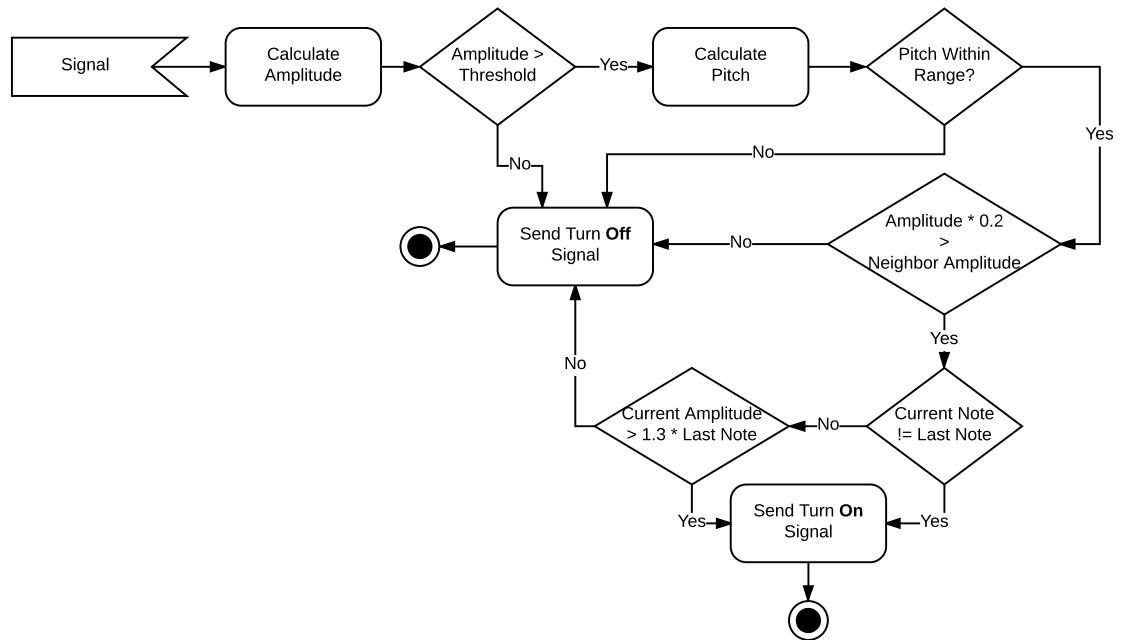 Signal
Calculate
Amplitude
Amplitude >
Threshold
Yes
Calculate
Pitch
Pitch Within
Range?
Yes
No
No
Send Turn Off
Signal
No
Amplitude * 0.2
>
Neighbor Amplitude
Yes
No
Current Amplitude
> 1.3 * Last Note
No
Current Note
!= Last Note
Yes
Send Turn On
Signal
Yes